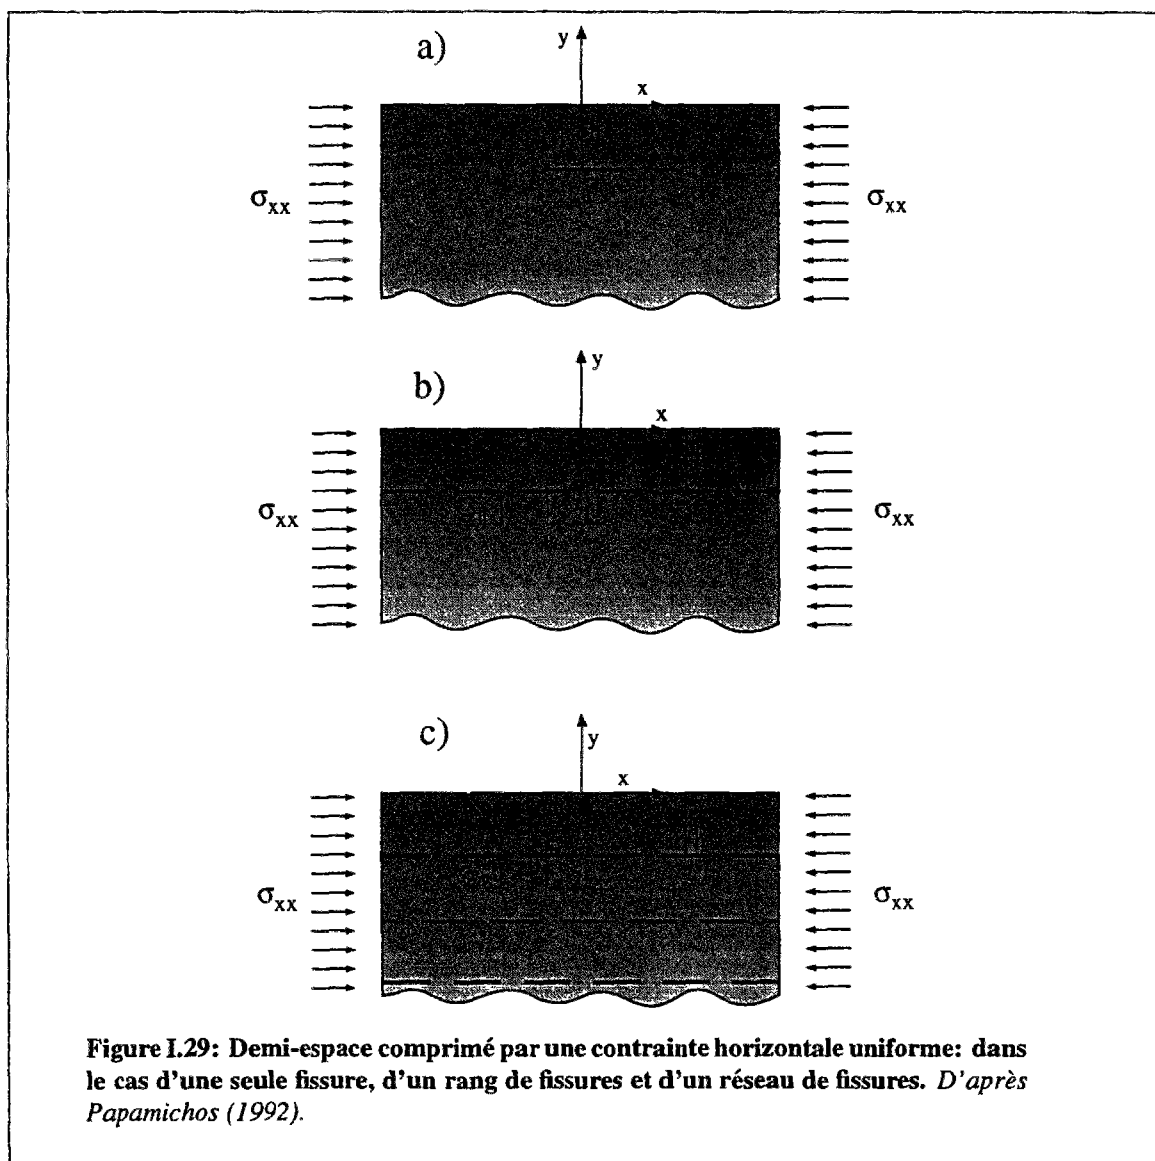 a)
y
x
σxx
σxx
b)
y
x
σxx
σxx
c)
y
x
σxx
σxx
Figure I.29: Demi-espace comprimé par une contrainte horizontale uniforme: dans
le cas d'une seule fissure, d'un rang de fissures et d'un réseau de fissures. D'après
Papamichos (1992).